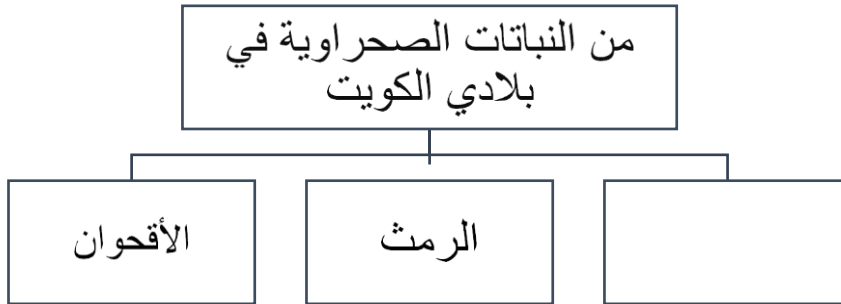 من النباتات الصحراوية في
بلادي الكويت
الرمث
الأقحوان